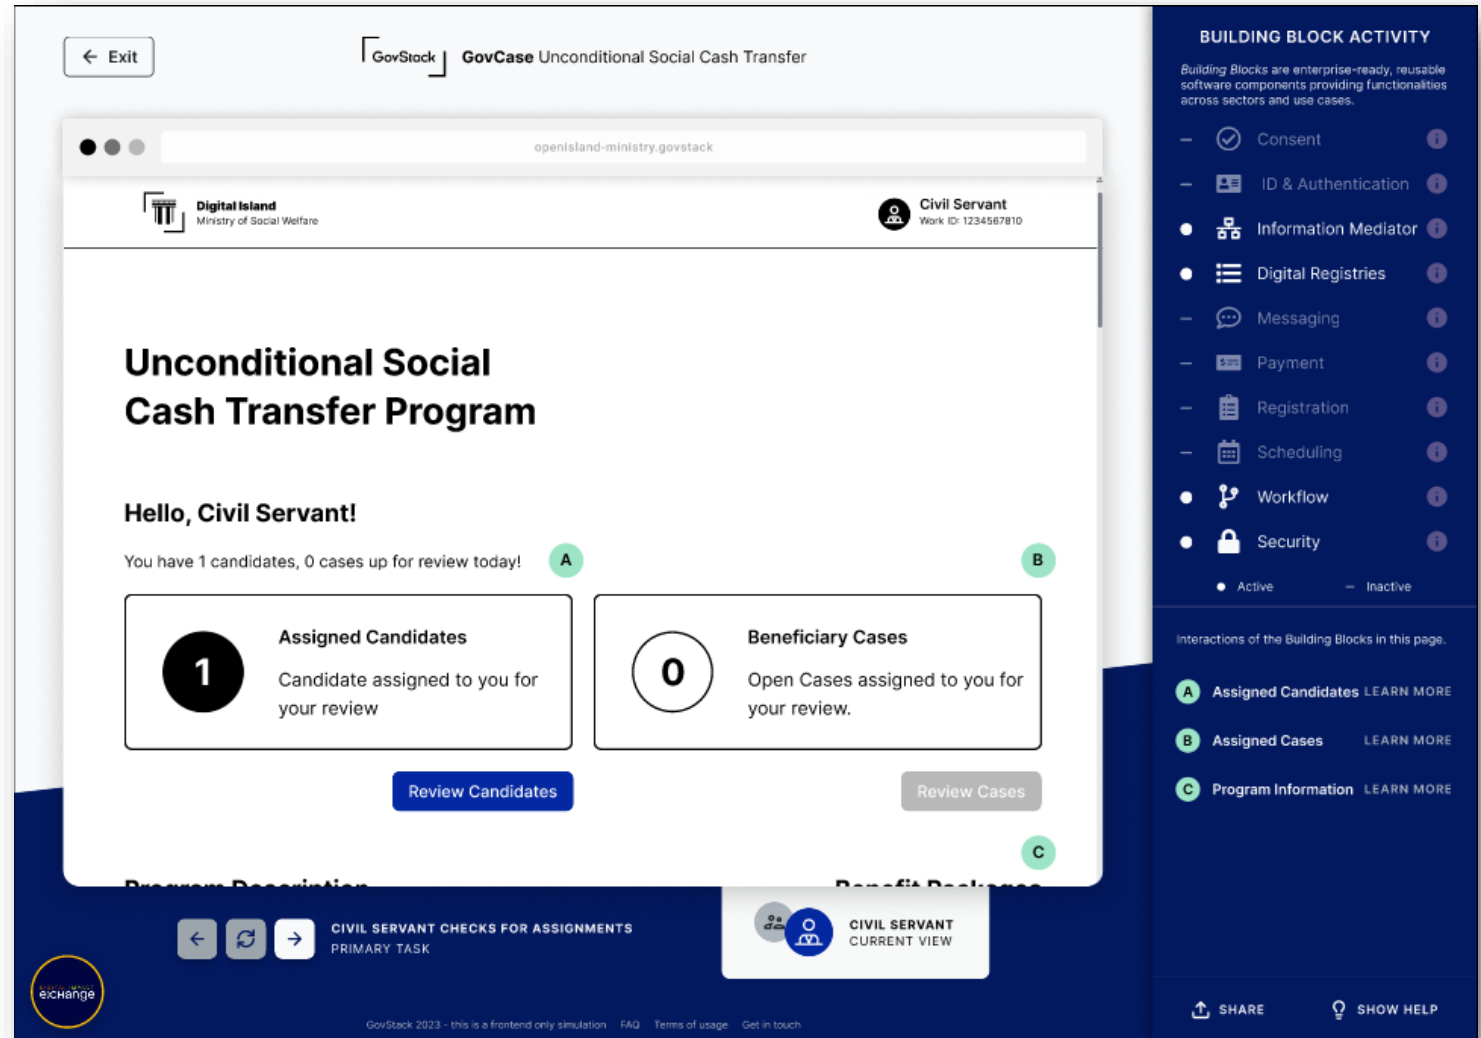 Exit
GovStack
GovCase Unconditional Social Cash Transfer
openisland-ministry.govstack
Digital Island
Ministry of Social Welfare
Civil Servant
Work ID: 1234567810
Unconditional Social
Cash Transfer Program
Hello, Civil Servant!
You have 1 candidates, 0 cases up for review today!
A
B
1
Assigned Candidates
Candidate assigned to you for
your review
0
Beneficiary Cases
Open Cases assigned to you for
your review.
Review Candidates
Review Cases
C
Program Description
Benefit Packages
CIVIL SERVANT CHECKS FOR ASSIGNMENTS
PRIMARY TASK
CIVIL SERVANT
CURRENT VIEW
DIGITAL IMPACT
exchange
GovStack 2023 - this is a frontend only simulation FAQ Terms of usage Get in touch
BUILDING BLOCK ACTIVITY
Building Blocks are enterprise-ready, reusable
software components providing functionalities
across sectors and use cases.
Consent
ID & Authentication
Information Mediator
Digital Registries
Messaging
Payment
Registration
Scheduling
Workflow
Security
Active
Inactive
Interactions of the Building Blocks in this page.
A Assigned Candidates LEARN MORE
B Assigned Cases LEARN MORE
C Program Information LEARN MORE
SHARE
SHOW HELP